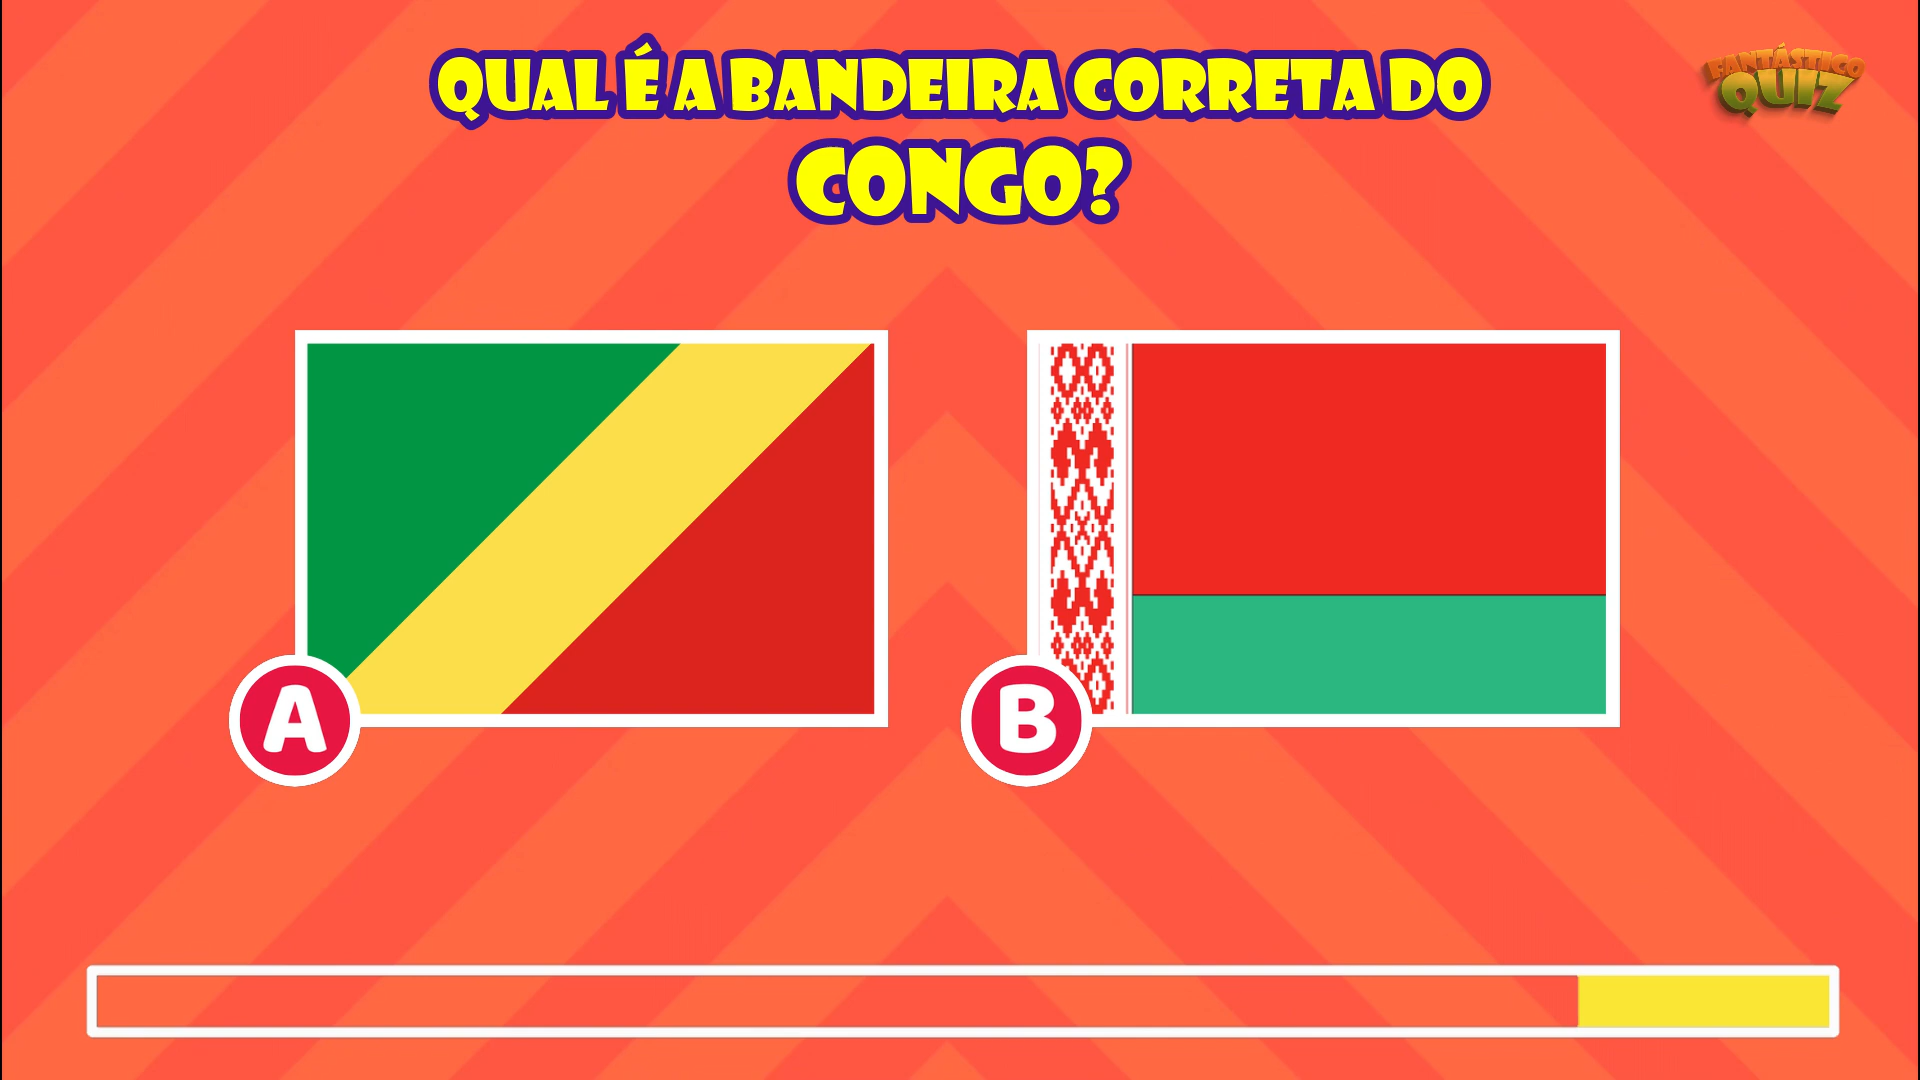 QUAL É A BANDEIRA CORRETA DO
CONGO?
FANTÁSTICO
QUIZ
A
B